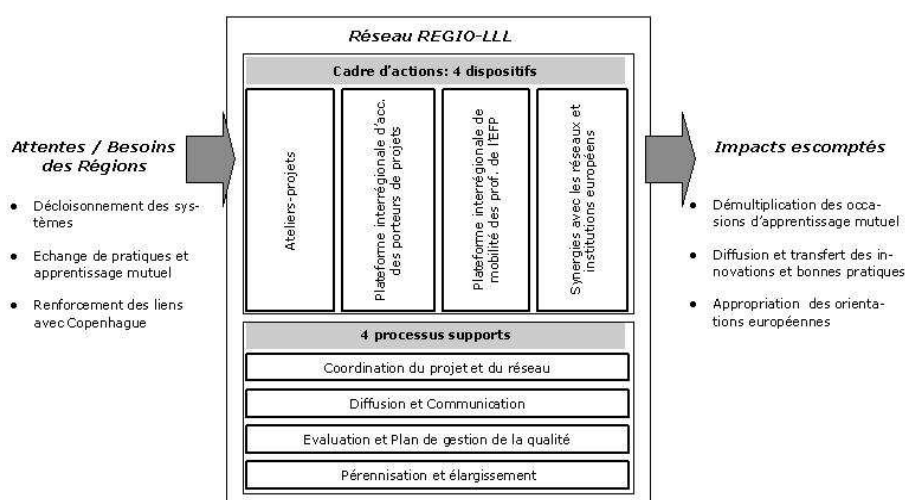 Réseau REGIO-LLL
Cadre d'actions: 4 dispositifs
Attentes / Besoins
des Régions
● Décloisonnement des sys-
tèmes
● Echange de pratiques et
apprentissage mutuel
● Renforcement des liens
avec Copenhague
Ateliers-projets
Plateforme interrégionale d'acc.
des porteurs de projets
Plateforme interrégionale de
mobilité des prof. de l'EFP
Synergies avec les réseaux et
institutions européens
4 processus supports
Coordination du projet et du réseau
Diffusion et Communication
Evaluation et Plan de gestion de la qualité
Pérennisation et élargissement
Impacts escomptés
● Démultiplication des occa-
sions d'apprentissage mutuel
● Diffusion et transfert des in-
novations et bonnes pratiques
● Appropriation des orienta-
tions européennes